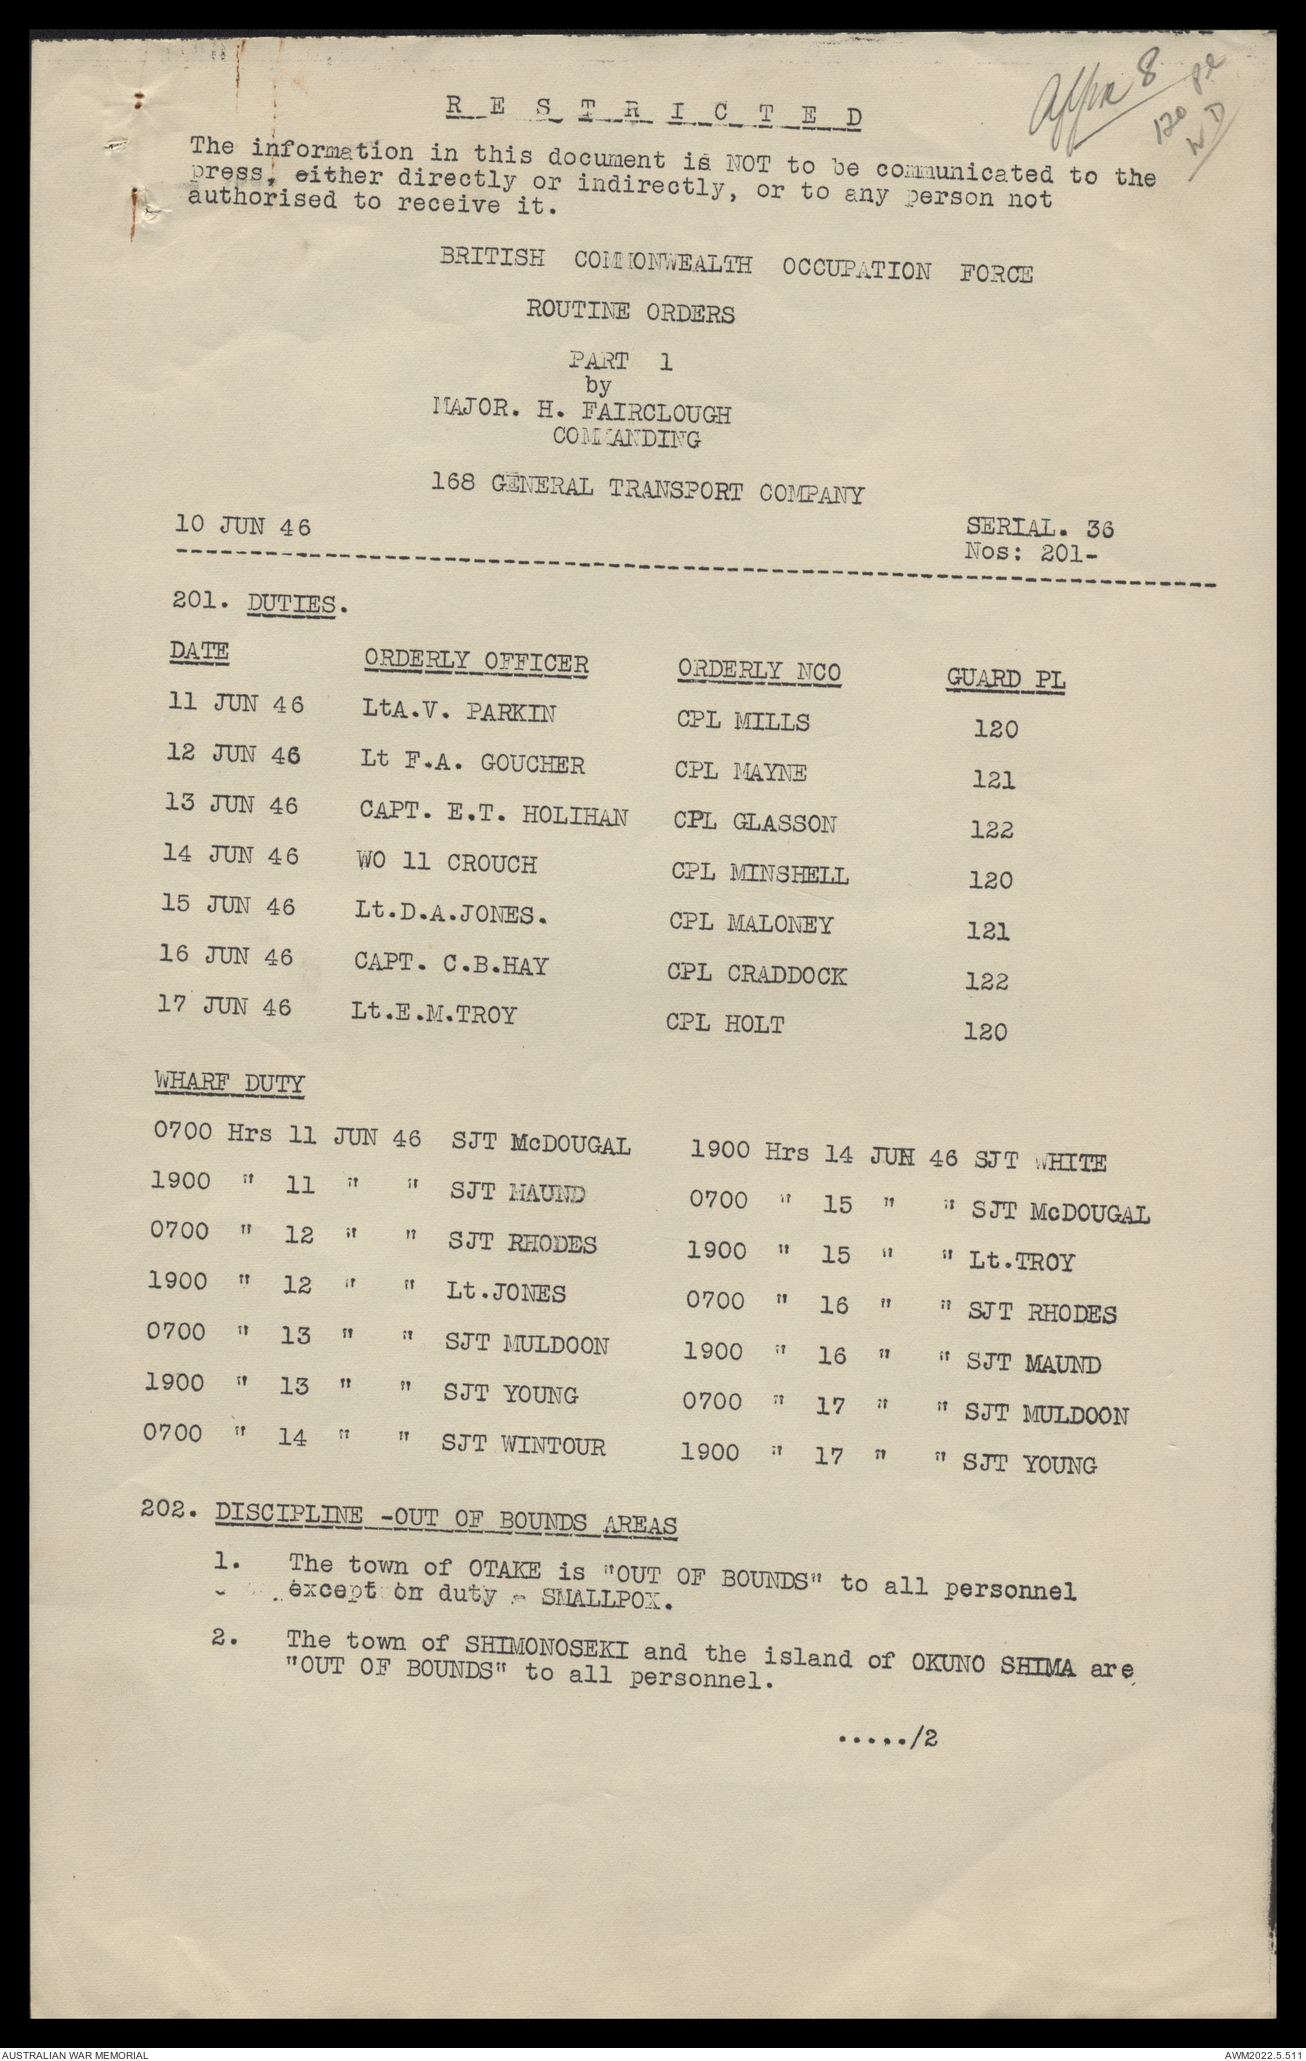 Appx 8
120 Pl
WD
R E S T R I C T E D
The information in this document is NOT to be communicated to the
press, either directly or indirectly, or to any person not
authorised to receive it.
BRITISH COMMONWEALTH OCCUPATION FORCE
ROUTINE ORDERS
PART 1
by
MAJOR. H. FAIRCLOUGH
COMMANDING
168 GENERAL TRANSPORT COMPANY
10 JUN 46 SERIAL. 36
Nos: 201-
201. DUTIES.
DATE ORDERLY OFFICER ORDERLY NCO GUARD PL
11 JUN 46 LtA.V. PARKIN CPL MILLS 120
12 JUN 46 Lt F.A. GOUCHER CPL MAYNE 121
13 JUN 46 CAPT. E.T. HOLIHAN CPL GLASSON 122
14 JUN 46 WO 11 CROUCH CPL MINSHELL 120
15 JUN 46 Lt.D.A.JONES. CPL MALONEY 121
16 JUN 46 CAPT. C.B.HAY CPL CRADDOCK 122
17 JUN 46 Lt.E.M.TROY CPL HOLT 120
WHARF DUTY
0700 Hrs 11 JUN 46 SJT McDOUGAL 1900 Hrs 14 JUN 46 SJT WHITE
1900 " 11 " " SJT MAUND 0700 " 15 " " SJT McDOUGAL
0700 " 12 " " SJT RHODES 1900 " 15 " " Lt.TROY
1900 " 12 " " Lt.JONES 0700 " 16 " " SJT RHODES
0700 " 13 " " SJT MULDOON 1900 " 16 " " SJT MAUND
1900 " 13 " " SJT YOUNG 0700 " 17 " " SJT MULDOON
0700 " 14 " " SJT WINTOUR 1900 " 17 " " SJT YOUNG
202. DISCIPLINE -OUT OF BOUNDS AREAS
1. The town of OTAKE is "OUT OF BOUNDS" to all personnel
except on duty - SMALLPOX.
2. The town of SHIMONOSEKI and the island of OKUNO SHIMA are
"OUT OF BOUNDS" to all personnel.
...../2
AUSTRALIAN WAR MEMORIAL AWM2022.5.511